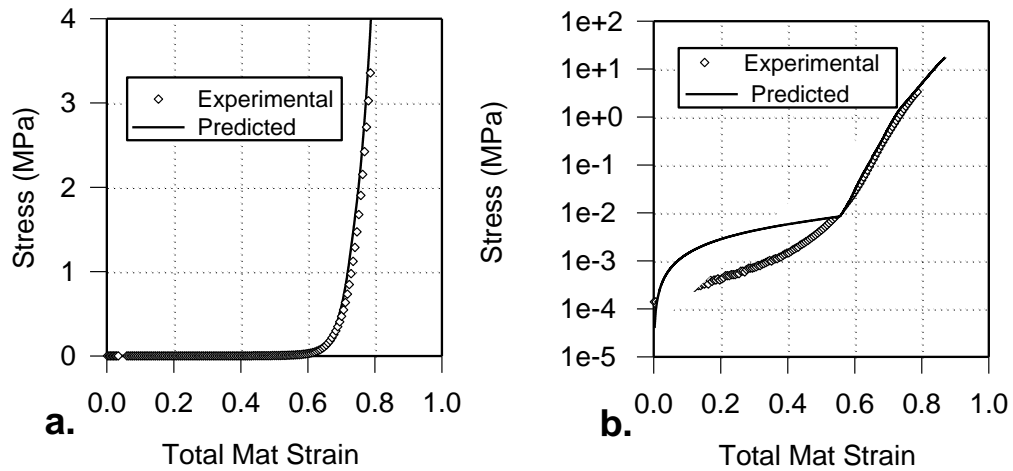 4
3
2
1
0
Stress (MPa)
Experimental
Predicted
0.0 0.2 0.4 0.6 0.8 1.0
a.
Total Mat Strain
1e+2
1e+1
1e+0
1e-1
1e-2
1e-3
1e-4
1e-5
Stress (MPa)
Experimental
Predicted
0.0 0.2 0.4 0.6 0.8 1.0
b.
Total Mat Strain